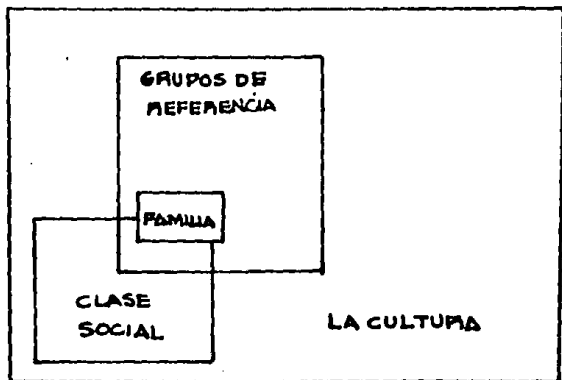 GRUPOS DE
REFERENCIA
FAMILIA
CLASE
SOCIAL
LA CULTURA